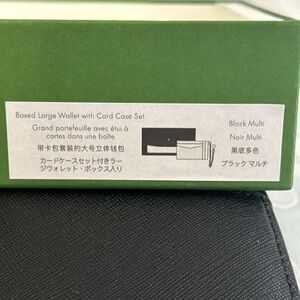 Boxed Large Wallet with Card Case Set
Grand portefeuille avec étui à
cartes dans une boîte
带卡包套装的大号立体钱包
カードケースセット付きラー
ジウォレット・ボックス入り
Black Multi
Noir Multi
黑底多色
ブラック マルチ